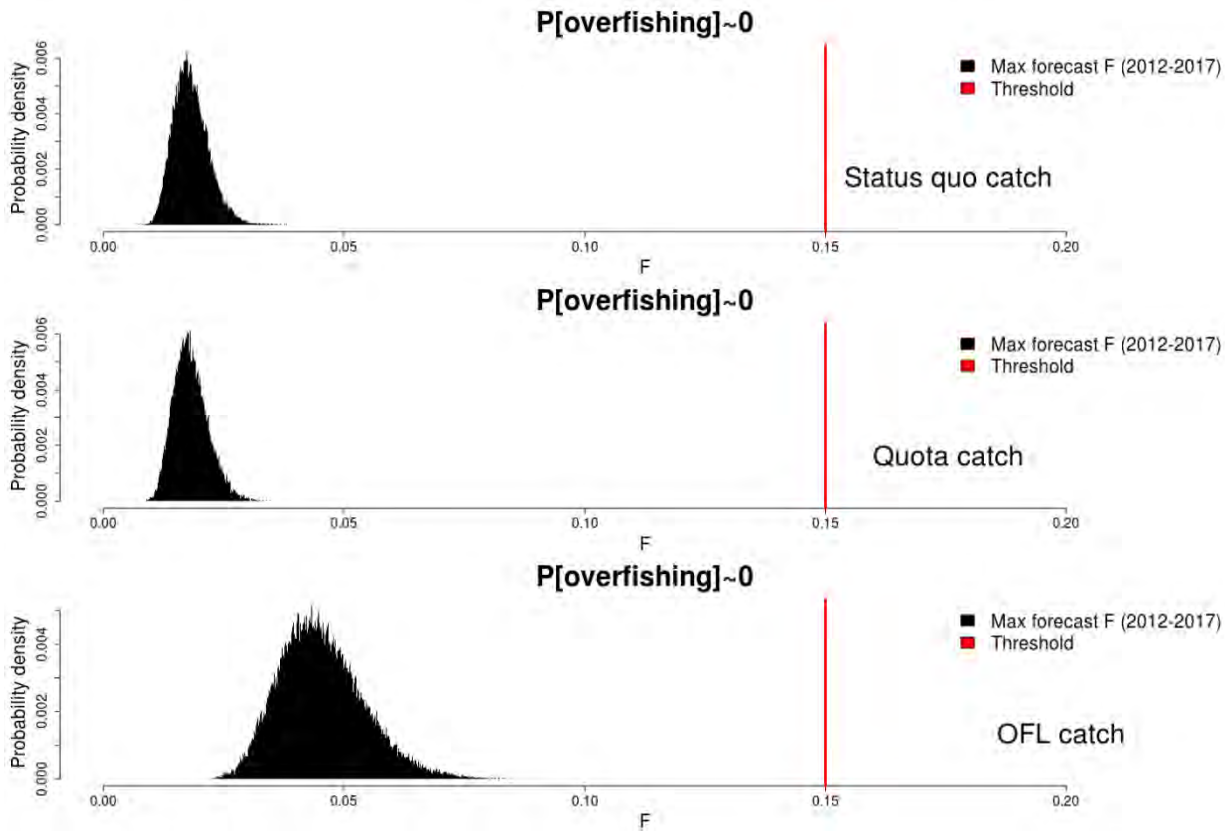 P[overfishing]~0
Probability density
0.000 0.002 0.004 0.006
Max forecast F (2012-2017)
Threshold
Status quo catch
0.00 0.05 0.10 0.15 0.20
F
P[overfishing]~0
Probability density
0.000 0.002 0.004 0.006
Max forecast F (2012-2017)
Threshold
Quota catch
0.00 0.05 0.10 0.15 0.20
F
P[overfishing]~0
Probability density
0.000 0.002 0.004
Max forecast F (2012-2017)
Threshold
OFL catch
0.00 0.05 0.10 0.15 0.20
F